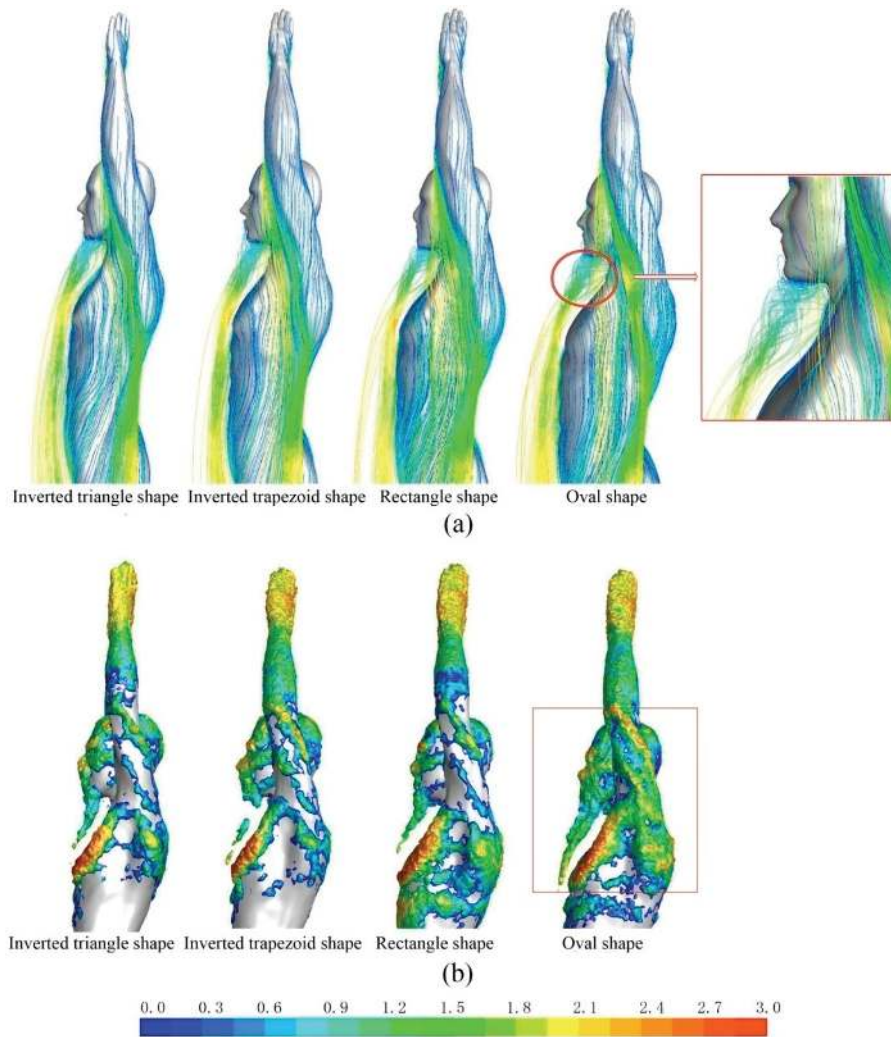 Inverted triangle shape Inverted trapezoid shape Rectangle shape Oval shape
(a)
Inverted triangle shape Inverted trapezoid shape Rectangle shape Oval shape
(b)
0.0 0.3 0.6 0.9 1.2 1.5 1.8 2.1 2.4 2.7 3.0